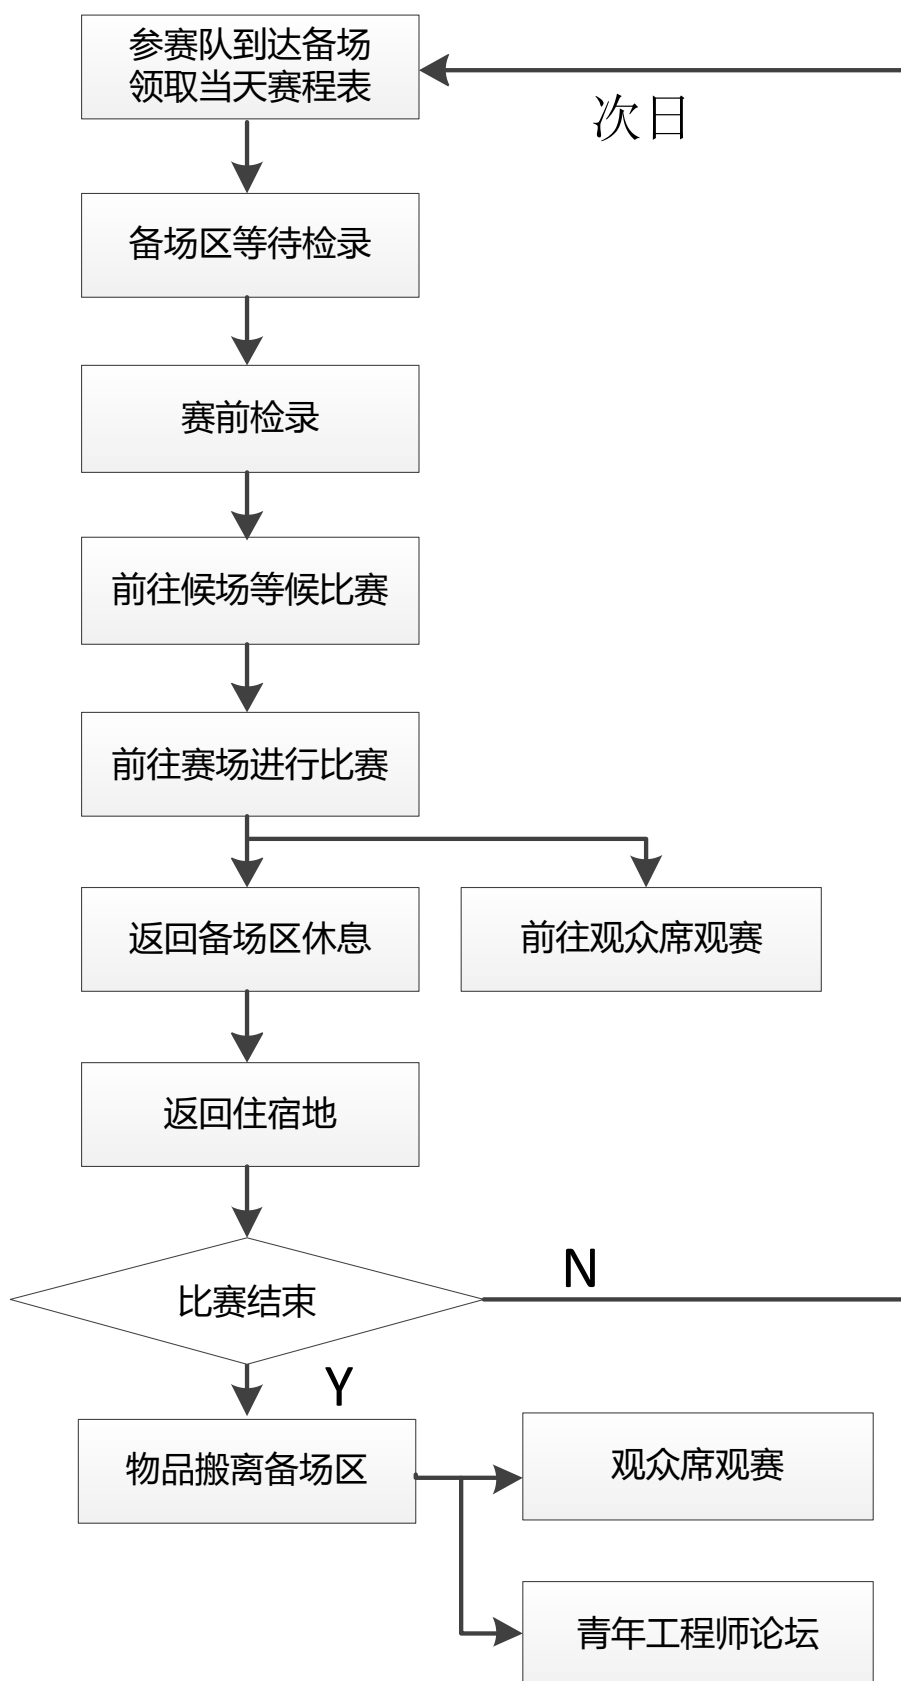 参赛队到达备场
领取当天赛程表
次日
备场区等待检录
赛前检录
前往候场等候比赛
前往赛场进行比赛
返回备场区休息
前往观众席观赛
返回住宿地
比赛结束
N
Y
物品搬离备场区
观众席观赛
青年工程师论坛